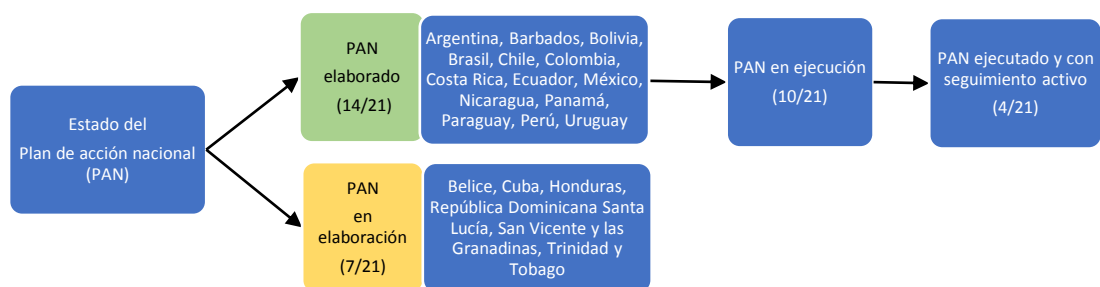 Estado del
Plan de acción nacional
(PAN)
PAN
elaborado
(14/21)
Argentina, Barbados, Bolivia,
Brasil, Chile, Colombia,
Costa Rica, Ecuador, México,
Nicaragua, Panamá,
Paraguay, Perú, Uruguay
PAN en ejecución
(10/21)
PAN ejecutado y con
seguimiento activo
(4/21)
PAN
en
elaboración
(7/21)
Belice, Cuba, Honduras,
República Dominicana Santa
Lucía, San Vicente y las
Granadinas, Trinidad y
Tobago